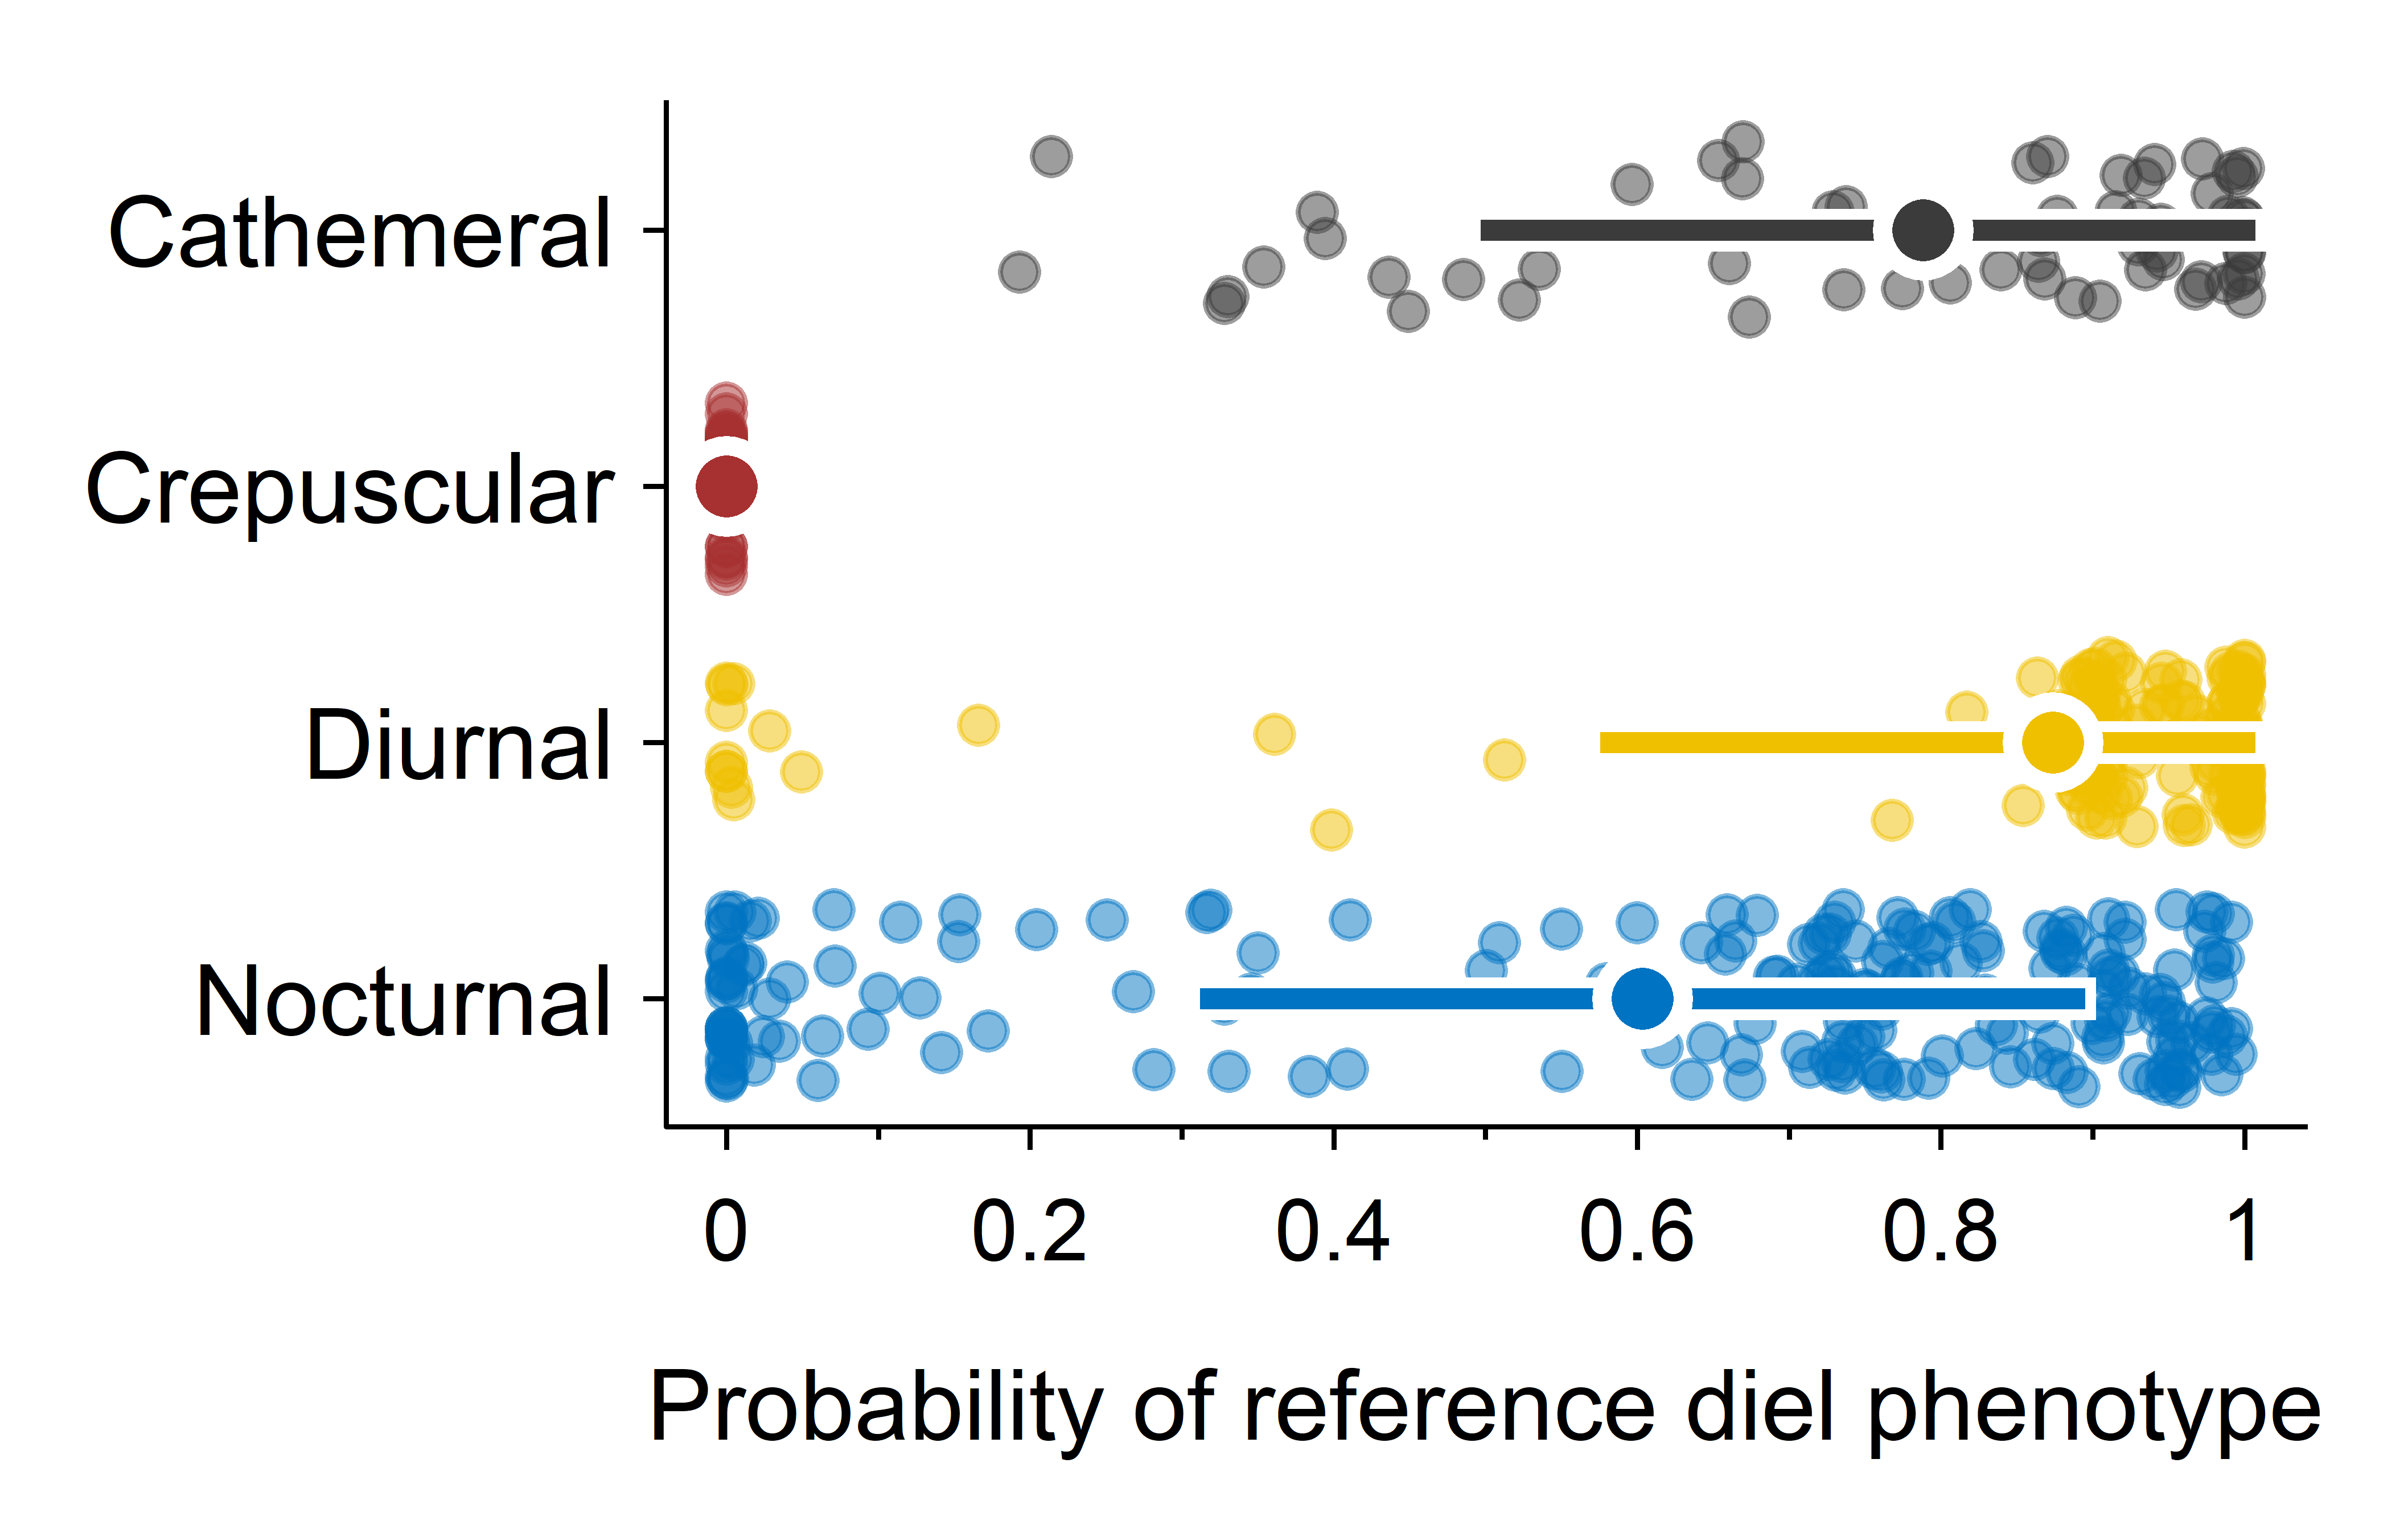 Cathemeral
Crepuscular
Diurnal
Nocturnal
0 0.2 0.4 0.6 0.8 1
Probability of reference diel phenotype